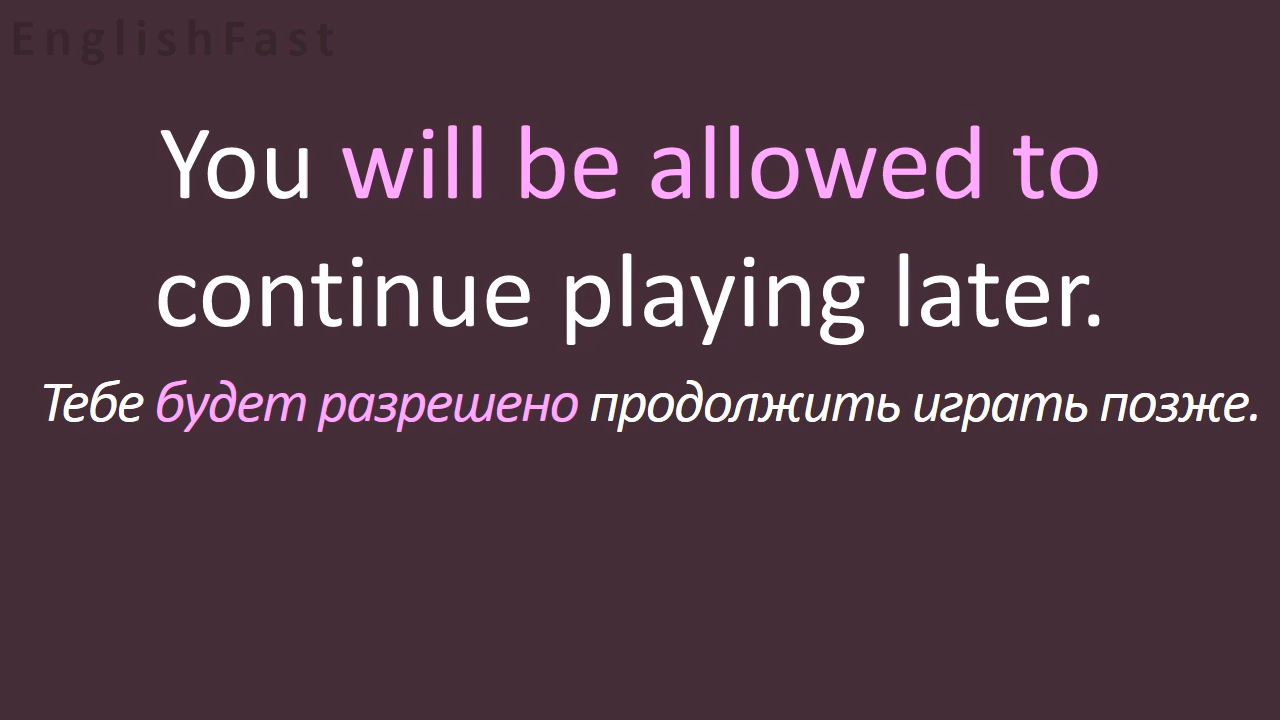 EnglishFast
You will be allowed to
continue playing later.
Тебе будет разрешено продолжить играть позже.